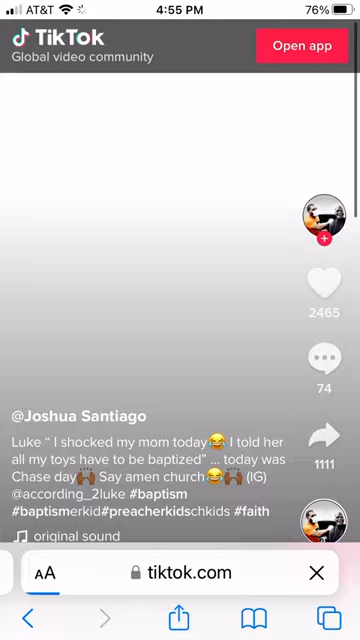 AT&T 4:55 PM 76%
TikTok
Global video community
Open app
2465
74
1111
@Joshua Santiago
Luke “ I shocked my mom today😂 I told her
all my toys have to be baptized” ... today was
Chase day🙌🏾 Say amen church😂🙌🏾 (IG)
@according_2luke #baptism
#baptismerkid#preacherkidschkids #faith
original sound
AA tiktok.com